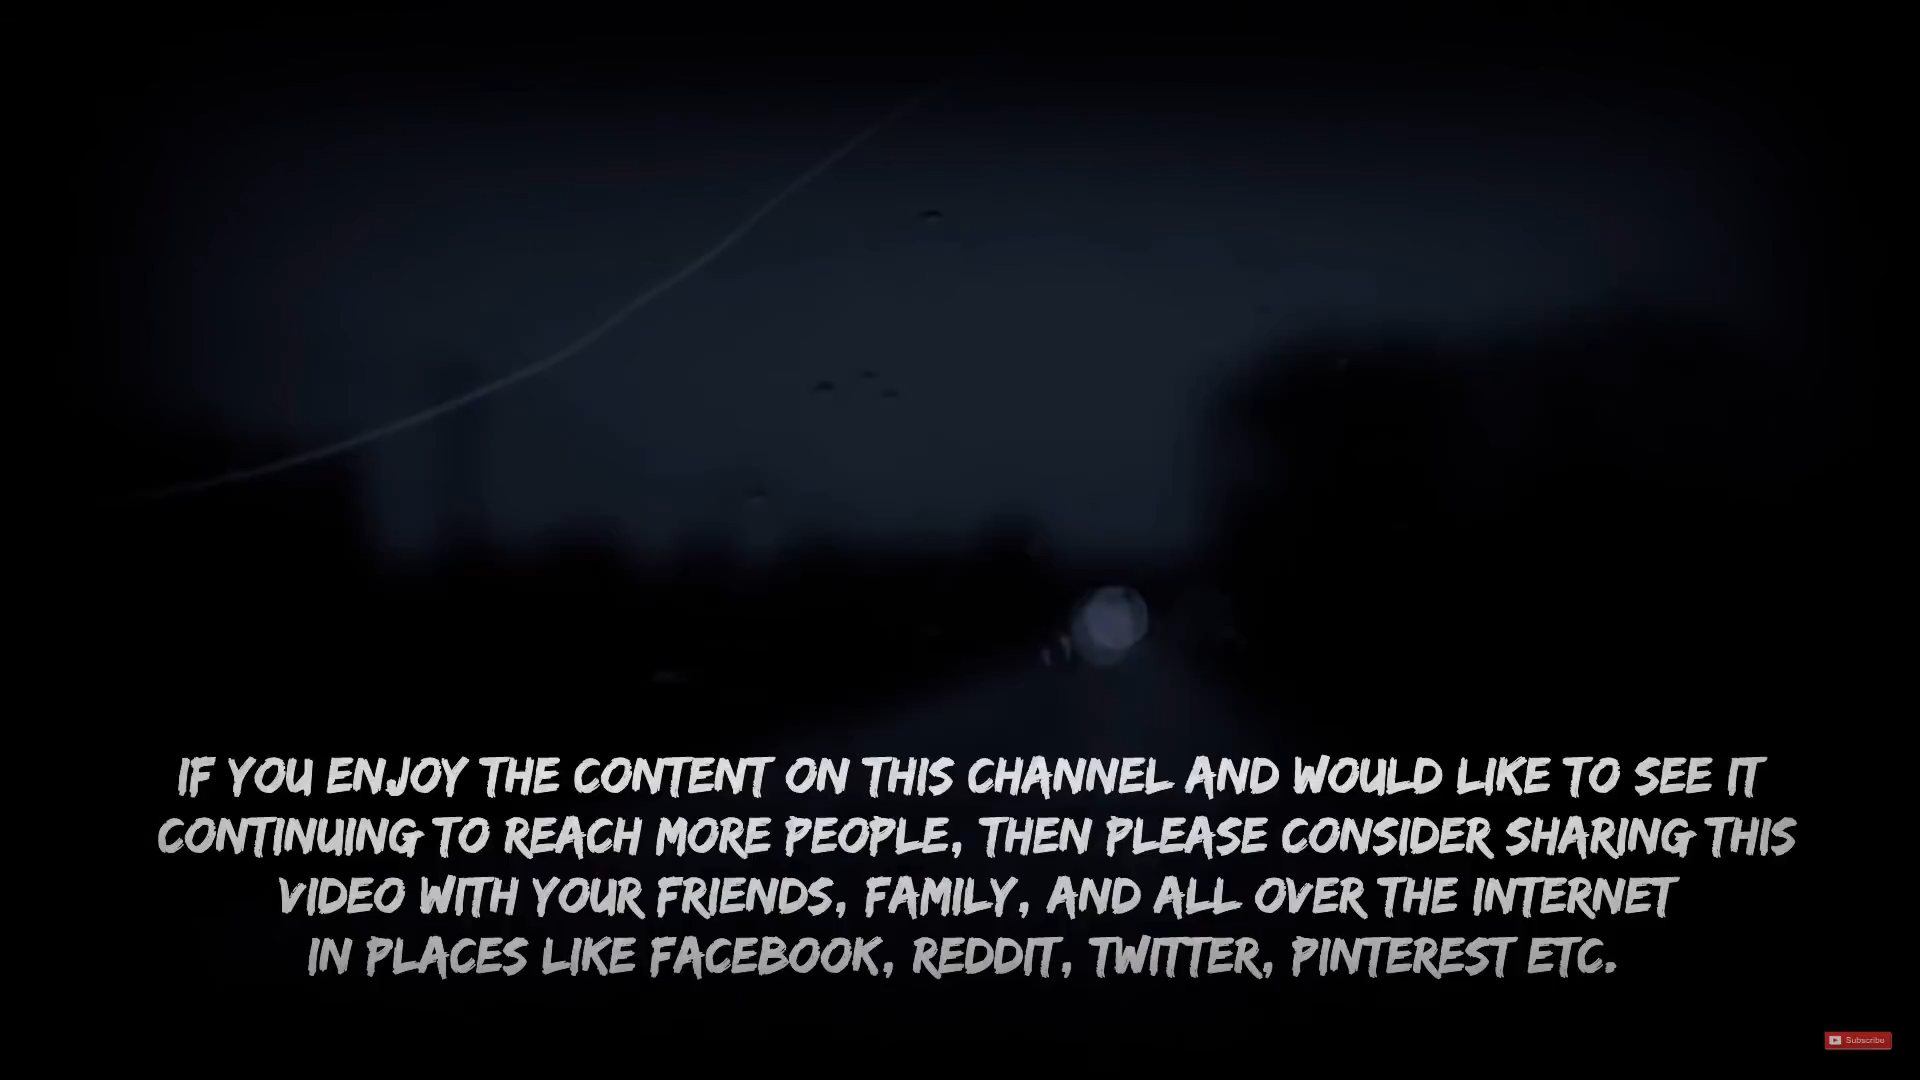 IF YOU ENJOY THE CONTENT ON THIS CHANNEL AND WOULD LIKE TO SEE IT
CONTINUING TO REACH MORE PEOPLE, THEN PLEASE CONSIDER SHARING THIS
VIDEO WITH YOUR FRIENDS, FAMILY, AND ALL OVER THE INTERNET
IN PLACES LIKE FACEBOOK, REDDIT, TWITTER, PINTEREST ETC.
Subscribe